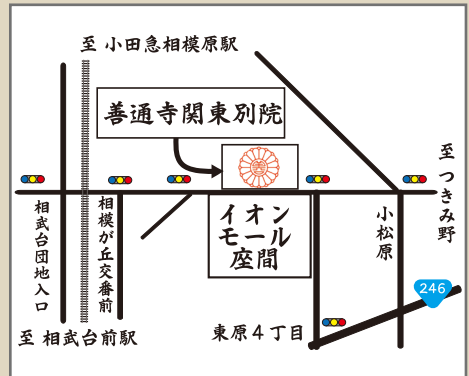 至 小田急相模原駅
善通寺関東別院
至 つきみ野
イオン
モール
座間
相武台団地入口
相模が丘交番前
小松原
246
至 相武台前駅
東原4丁目